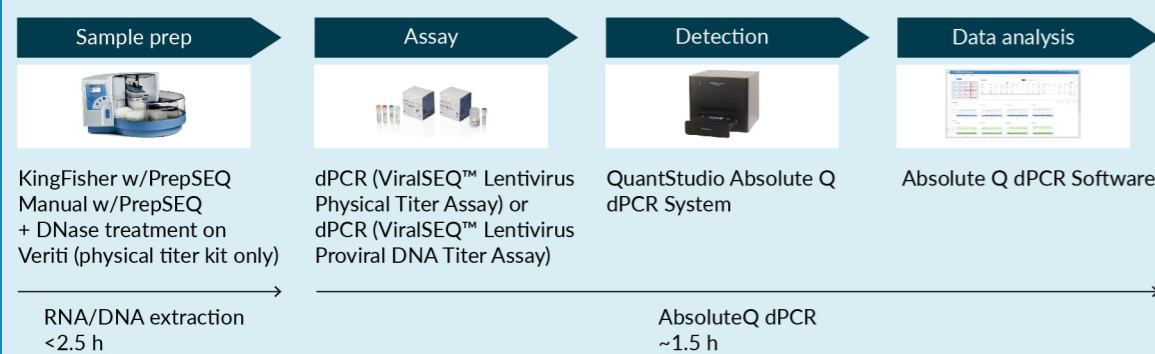 Sample prep
Assay
Detection
Data analysis
KingFisher w/PrepSEQ
Manual w/PrepSEQ
+ DNase treatment on
Veriti (physical titer kit only)
dPCR (ViralSEQ™ Lentivirus
Physical Titer Assay) or
dPCR (ViralSEQ™ Lentivirus
Proviral DNA Titer Assay)
QuantStudio Absolute Q
dPCR System
Absolute Q dPCR Software
RNA/DNA extraction
<2.5 h
AbsoluteQ dPCR
~1.5 h